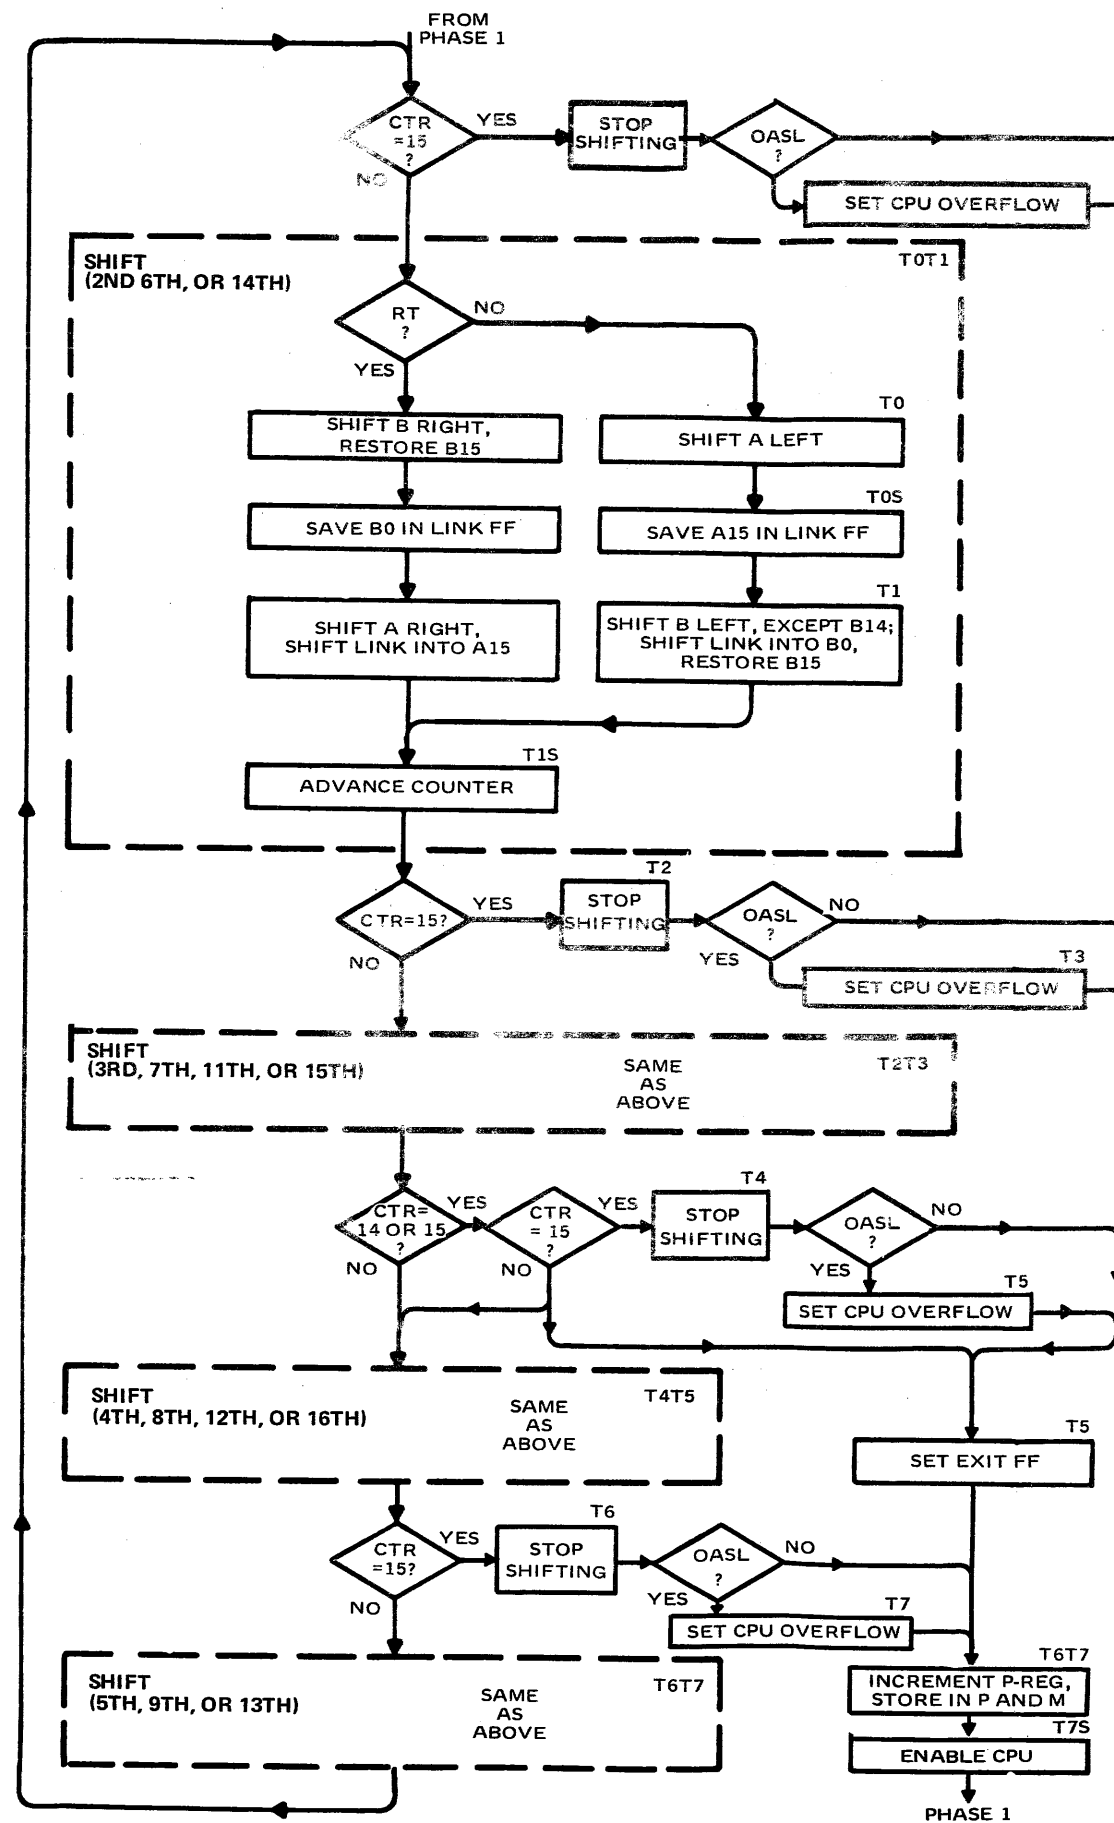 FROM
PHASE 1
CTR
=15
?
YES
NO
STOP
SHIFTING
OASL
?
SET CPU OVERFLOW
SHIFT
(2ND 6TH, OR 14TH)
T0T1
RT
?
NO
YES
SHIFT B RIGHT,
RESTORE B15
T0
SHIFT A LEFT
SAVE B0 IN LINK FF
T0S
SAVE A15 IN LINK FF
SHIFT A RIGHT,
SHIFT LINK INTO A15
T1
SHIFT B LEFT, EXCEPT B14;
SHIFT LINK INTO B0,
RESTORE B15
T1S
ADVANCE COUNTER
CTR=15?
YES
NO
T2
STOP
SHIFTING
OASL
?
NO
YES
T3
SET CPU OVERFLOW
SHIFT
(3RD, 7TH, 11TH, OR 15TH)
SAME
AS
ABOVE
T2T3
CTR=
14 OR 15
?
YES
NO
CTR
= 15
?
YES
NO
T4
STOP
SHIFTING
OASL
?
NO
YES
T5
SET CPU OVERFLOW
SHIFT
(4TH, 8TH, 12TH, OR 16TH)
SAME
AS
ABOVE
T4T5
T5
SET EXIT FF
CTR
=15?
YES
NO
T6
STOP
SHIFTING
OASL
?
NO
YES
T7
SET CPU OVERFLOW
SHIFT
(5TH, 9TH, OR 13TH)
SAME
AS
ABOVE
T6T7
T6T7
INCREMENT P-REG,
STORE IN P AND M
T7S
ENABLE CPU
PHASE 1